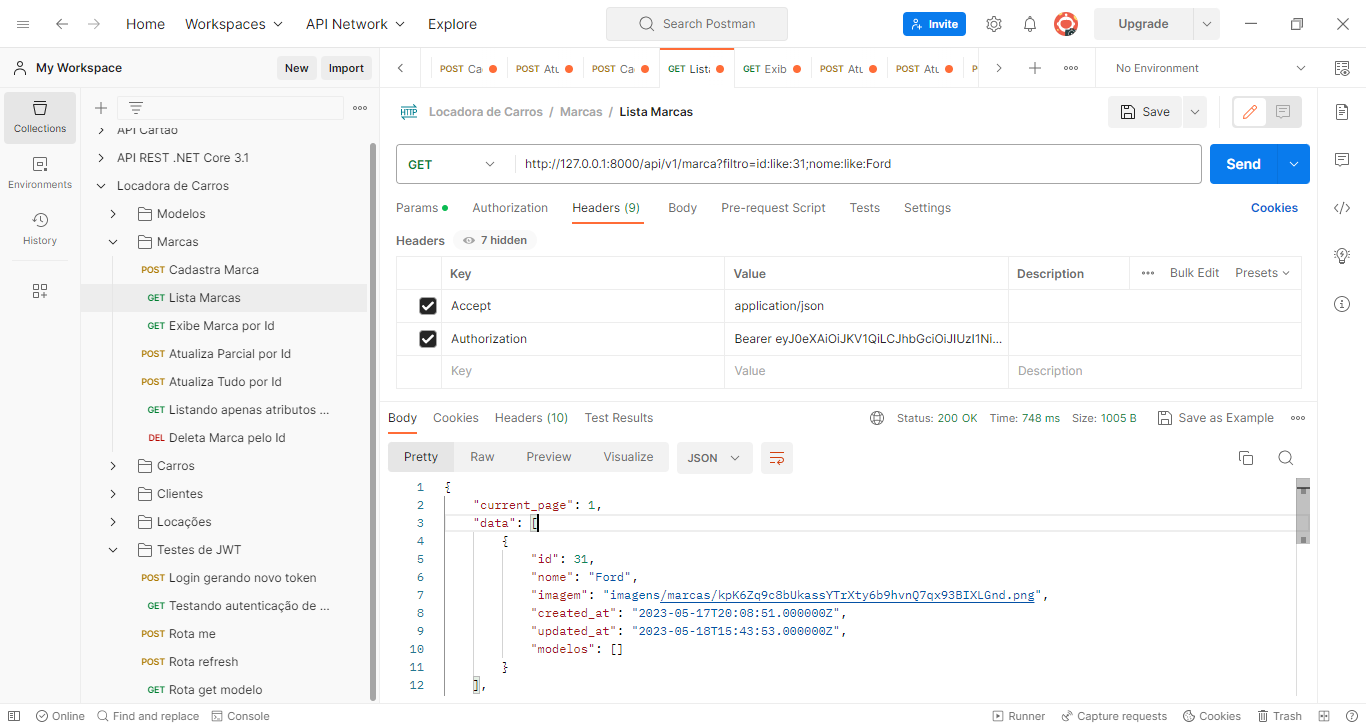 Home Workspaces API Network Explore Search Postman Invite Upgrade
My Workspace New Import
POST Ca POST Atu POST Ca GET List GET Exib POST Atu POST Atu P No Environment
Collections
Environments
History
API Cartão
API REST .NET Core 3.1
Locadora de Carros
Modelos
Marcas
POST Cadastra Marca
GET Lista Marcas
GET Exibe Marca por Id
POST Atualiza Parcial por Id
POST Atualiza Tudo por Id
GET Listando apenas atributos ...
DEL Deleta Marca pelo Id
Carros
Clientes
Locações
Testes de JWT
POST Login gerando novo token
GET Testando autenticação de ...
POST Rota me
POST Rota refresh
GET Rota get modelo
HTTP Locadora de Carros / Marcas / Lista Marcas Save
GET http://127.0.0.1:8000/api/v1/marca?filtro=id:like:31;nome:like:Ford Send
Params Authorization Headers (9) Body Pre-request Script Tests Settings Cookies
Headers 7 hidden
Key Value Description Bulk Edit Presets
Accept application/json
Authorization Bearer eyJ0eXAiOiJKV1QiLCJhbGciOiJIUzI1Ni...
Key Value Description
Body Cookies Headers (10) Test Results Status: 200 OK Time: 748 ms Size: 1005 B Save as Example
Pretty Raw Preview Visualize JSON
1 {
2 "current_page": 1,
3 "data": [
4 {
5 "id": 31,
6 "nome": "Ford",
7 "imagem": "imagens/marcas/kpK6Zq9c8bUkassYTrXty6b9hvnQ7qx93BIXLGnd.png",
8 "created_at": "2023-05-17T20:08:51.000000Z",
9 "updated_at": "2023-05-18T15:43:53.000000Z",
10 "modelos": []
11 }
12 ],
Online Find and replace Console Runner Capture requests Cookies Trash